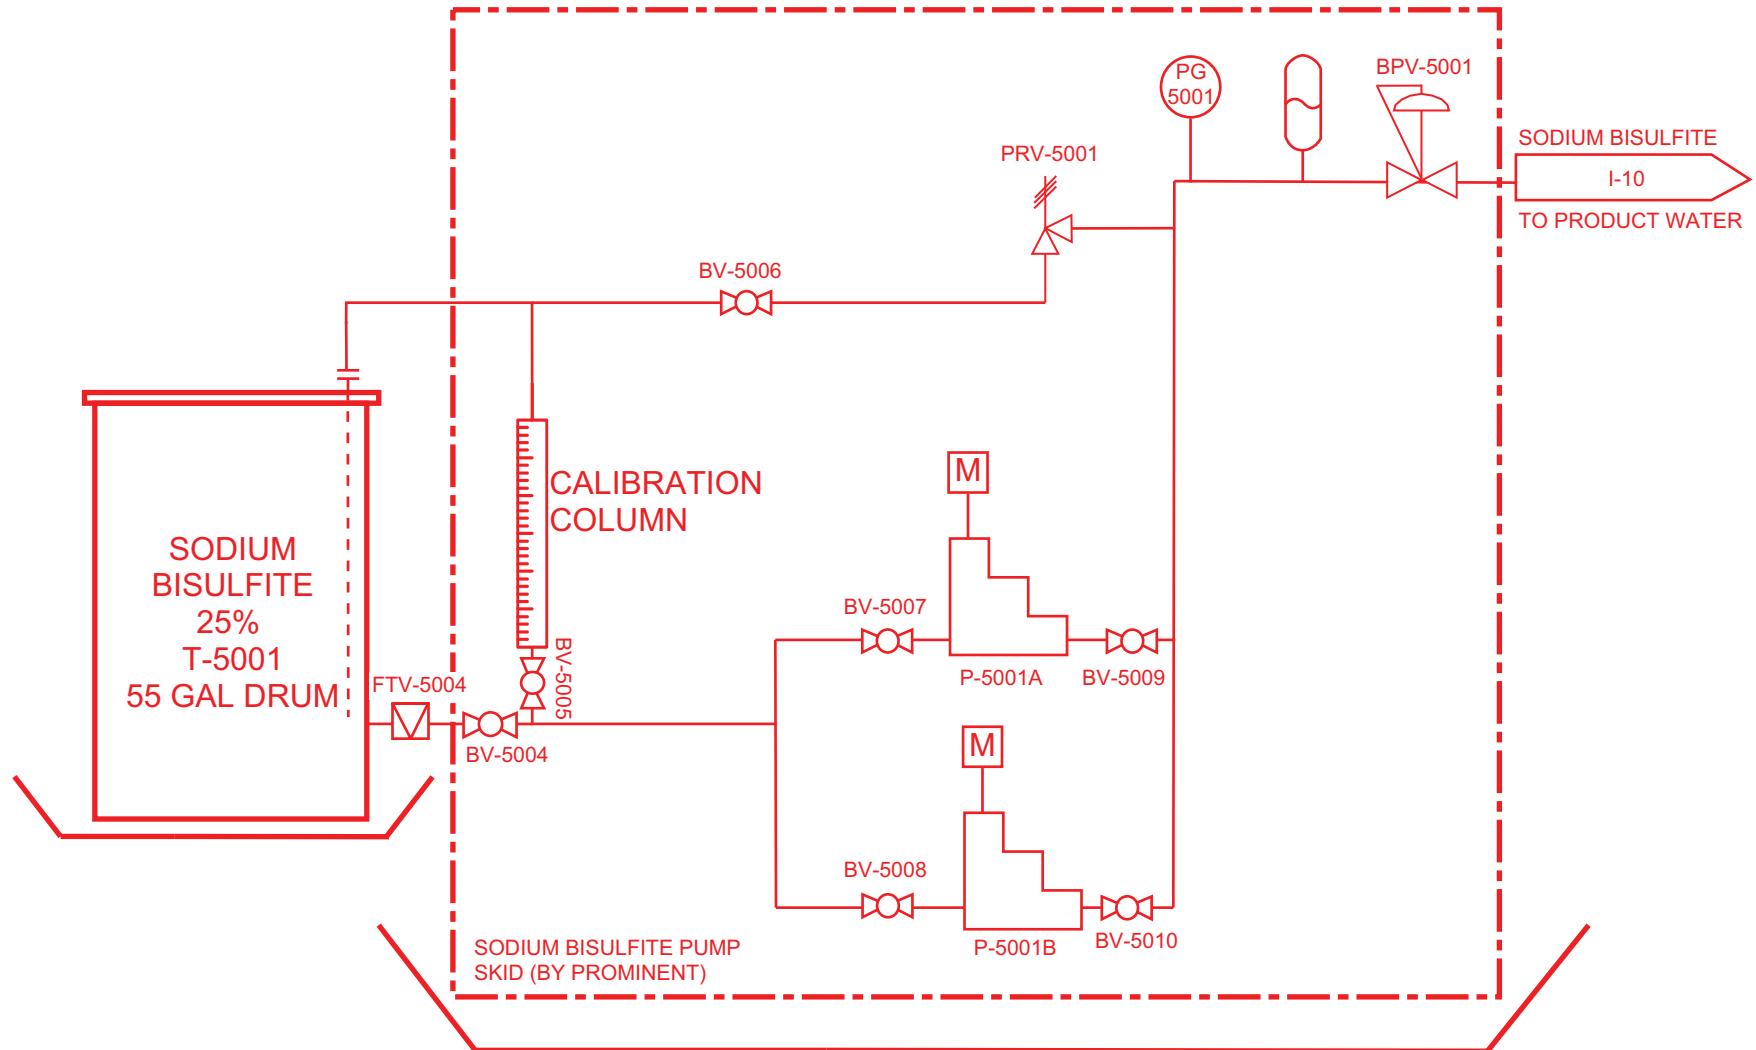 PG
5001
BPV-5001
SODIUM BISULFITE
I-10
TO PRODUCT WATER
PRV-5001
BV-5006
CALIBRATION
COLUMN
M
SODIUM
BISULFITE
25%
T-5001
55 GAL DRUM
FTV-5004
BV-5005
BV-5004
BV-5007
P-5001A
BV-5009
M
BV-5008
P-5001B
BV-5010
SODIUM BISULFITE PUMP
SKID (BY PROMINENT)